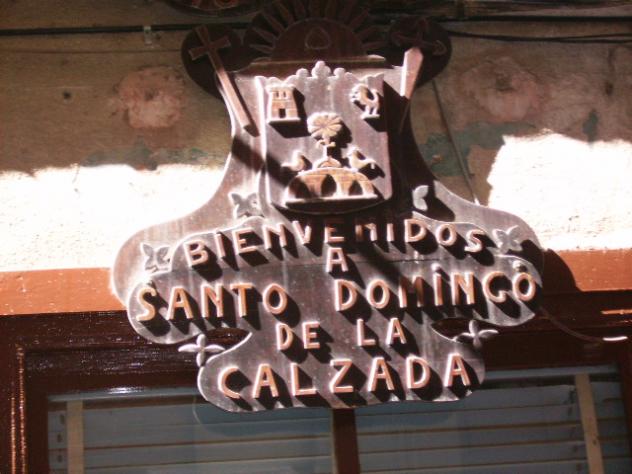 BIENVENIDOS
A
SANTO DOMINGO
DE LA
CALZADA